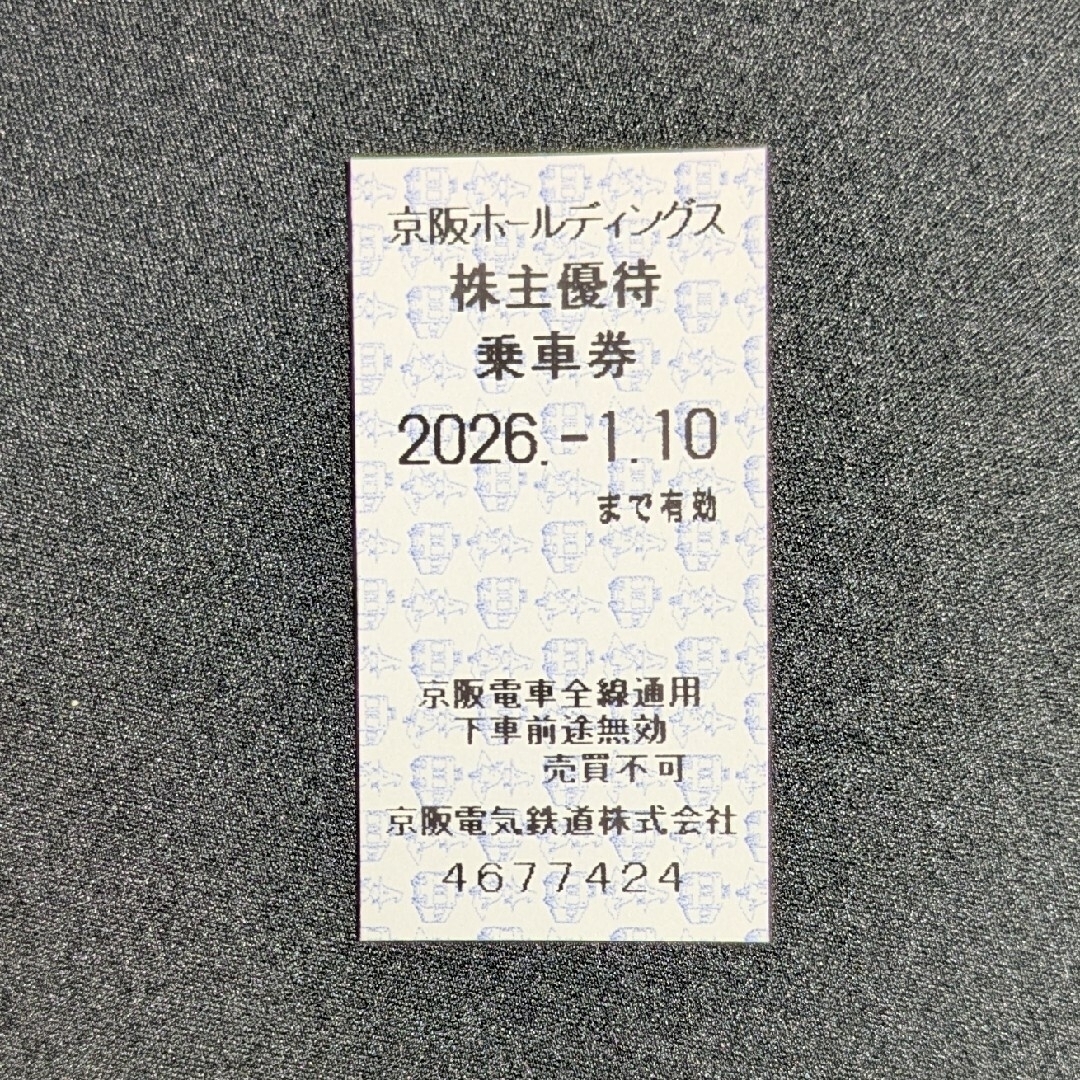 京阪ホールディングス
株主優待
乗車券
2026.-1.10
まで有効
京阪電車全線通用
下車前途無効
売買不可
京阪電気鉄道株式会社
4677424